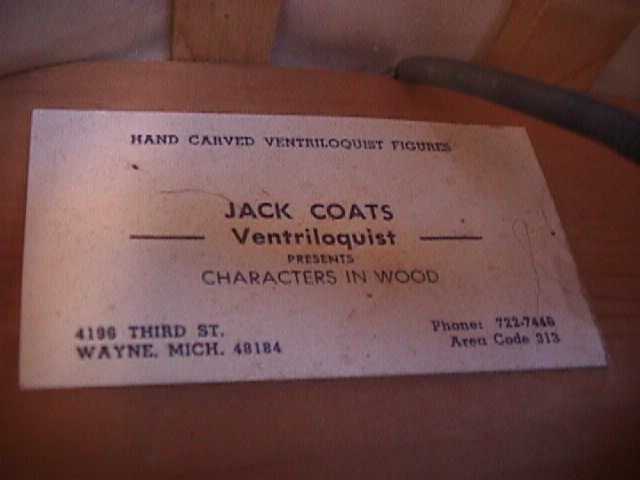 HAND CARVED VENTRILOQUIST FIGURES
JACK COATS
Ventriloquist
PRESENTS
CHARACTERS IN WOOD
4196 THIRD ST.
WAYNE, MICH. 48184
Phone: 722-7446
Area Code 313